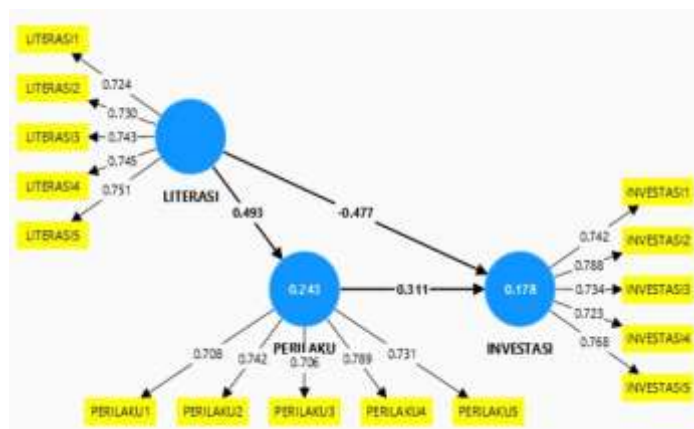 LITERASI1
LITERASI2
LITERASI3
LITERASI4
LITERASI5
0.724
0.730
0.743
0.745
0.751
LITERASI
0.493
-0.477
0.243
PERILAKU
0.311
0.178
INVESTASI
0.742
0.788
0.734
0.723
0.768
INVESTASI1
INVESTASI2
INVESTASI3
INVESTASI4
INVESTASI5
0.708
0.742
0.706
0.789
0.731
PERILAKU1
PERILAKU2
PERILAKU3
PERILAKU4
PERILAKU5